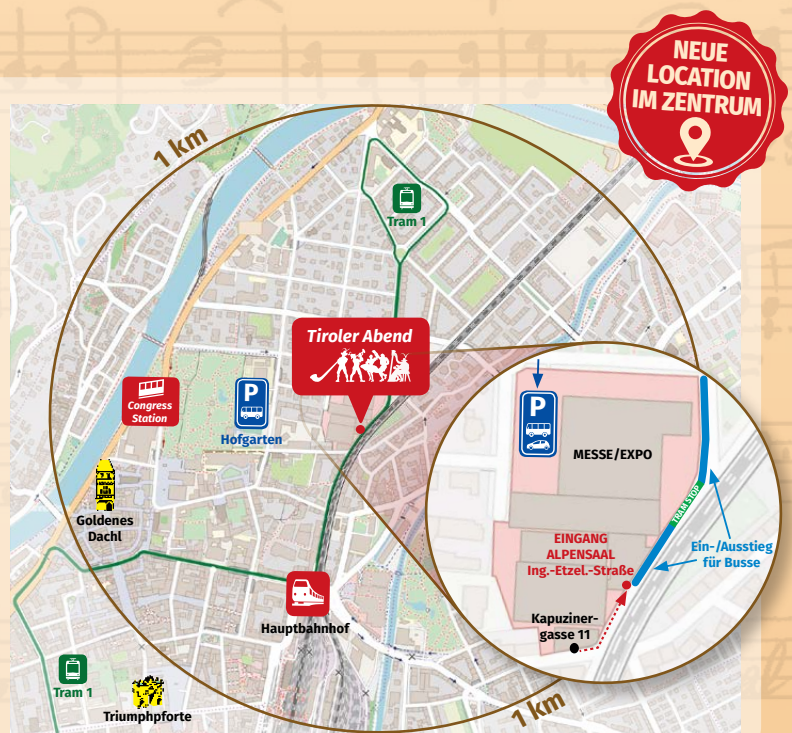 NEUE
LOCATION
IM ZENTRUM
1 km
Tram 1
Tiroler Abend
Congress
Station
P
Hofgarten
P
MESSE/EXPO
Goldenes
Dachl
TRAM STOP
EINGANG
ALPENSAAL
Ing.-Etzel.-Straße
Ein-/Ausstieg
für Busse
Kapuziner-
gasse 11
Hauptbahnhof
Tram 1
Triumphpforte
1 km